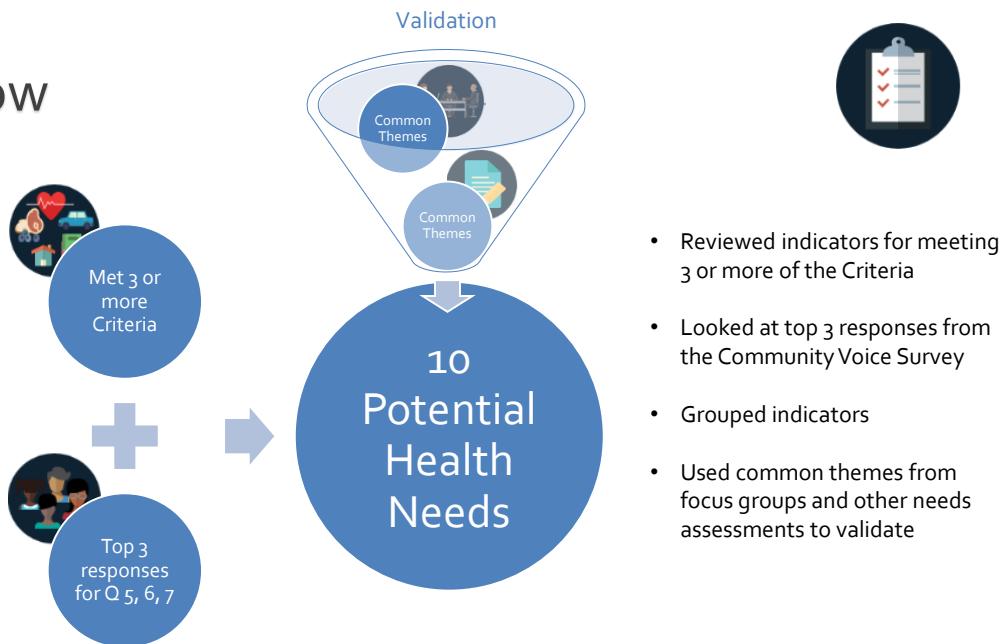 ow
Validation
Common
Themes
Common
Themes
Met 3 or
more
Criteria
Top 3
responses
for Q 5, 6, 7
10
Potential
Health
Needs
• Reviewed indicators for meeting
3 or more of the Criteria
• Looked at top 3 responses from
the Community Voice Survey
• Grouped indicators
• Used common themes from
focus groups and other needs
assessments to validate